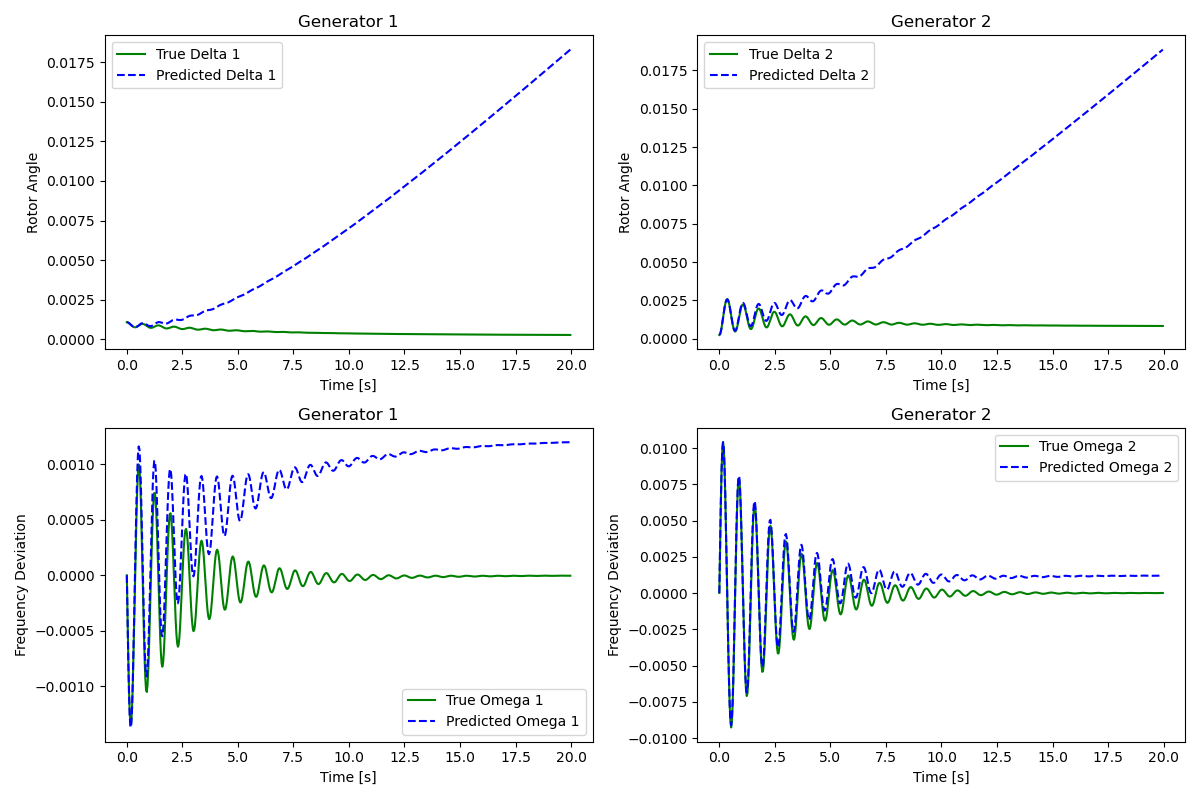 Generator 1
True Delta 1
Predicted Delta 1
0.0175
0.0150
0.0125
0.0100
0.0075
0.0050
0.0025
0.0000
Rotor Angle
0.0 2.5 5.0 7.5 10.0 12.5 15.0 17.5 20.0
Time [s]
Generator 2
True Delta 2
Predicted Delta 2
0.0175
0.0150
0.0125
0.0100
0.0075
0.0050
0.0025
0.0000
Rotor Angle
0.0 2.5 5.0 7.5 10.0 12.5 15.0 17.5 20.0
Time [s]
Generator 1
0.0010
0.0005
0.0000
−0.0005
−0.0010
Frequency Deviation
True Omega 1
Predicted Omega 1
0.0 2.5 5.0 7.5 10.0 12.5 15.0 17.5 20.0
Time [s]
Generator 2
True Omega 2
Predicted Omega 2
0.0100
0.0075
0.0050
0.0025
0.0000
−0.0025
−0.0050
−0.0075
−0.0100
Frequency Deviation
0.0 2.5 5.0 7.5 10.0 12.5 15.0 17.5 20.0
Time [s]